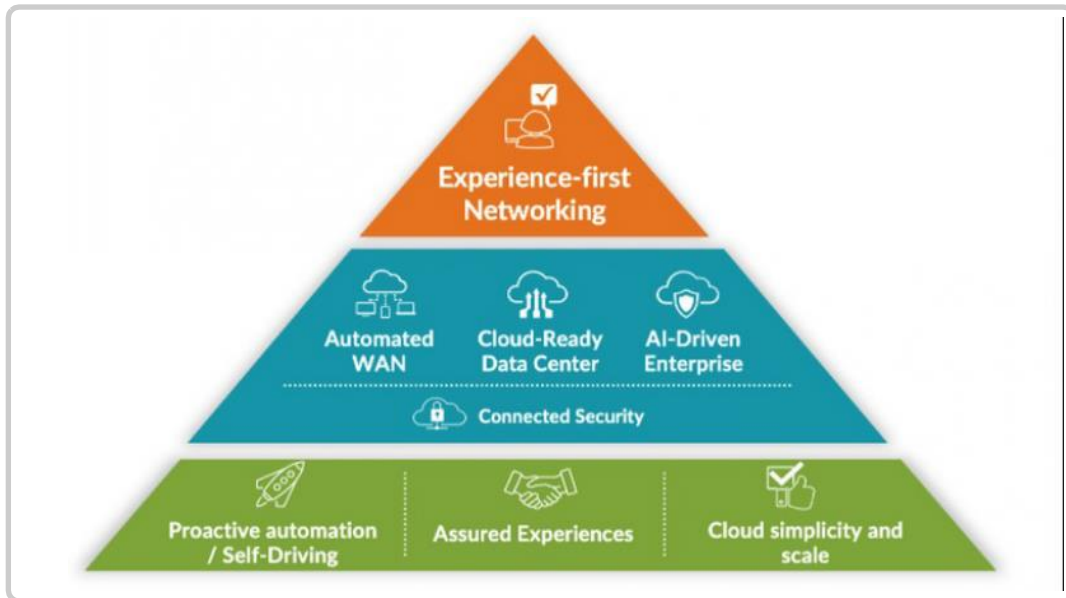 Experience-first
Networking
Automated
WAN
Cloud-Ready
Data Center
AI-Driven
Enterprise
Connected Security
Proactive automation
/ Self-Driving
Assured Experiences
Cloud simplicity and
scale